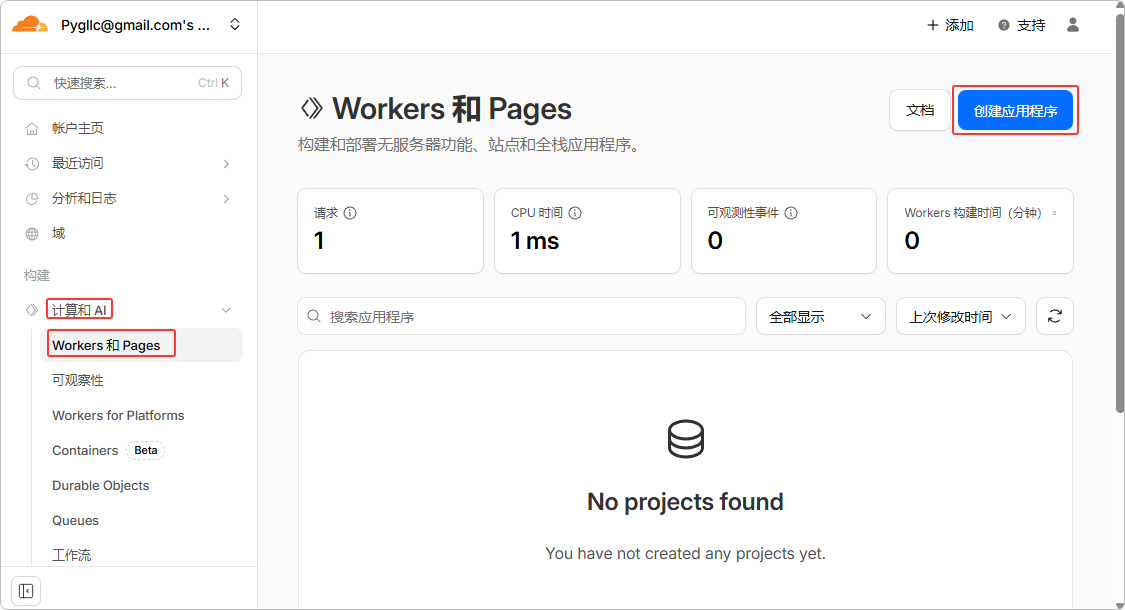 Pygllc@gmail.com's ...
添加
支持
快速搜索... Ctrl K
帐户主页
最近访问
分析和日志
域
构建
计算和 AI
Workers 和 Pages
可观察性
Workers for Platforms
Containers Beta
Durable Objects
Queues
工作流
Workers 和 Pages
构建和部署无服务器功能、站点和全栈应用程序。
文档
创建应用程序
请求
1
CPU 时间
1 ms
可观测性事件
0
Workers 构建时间（分钟）
0
搜索应用程序
全部显示
上次修改时间
No projects found
You have not created any projects yet.